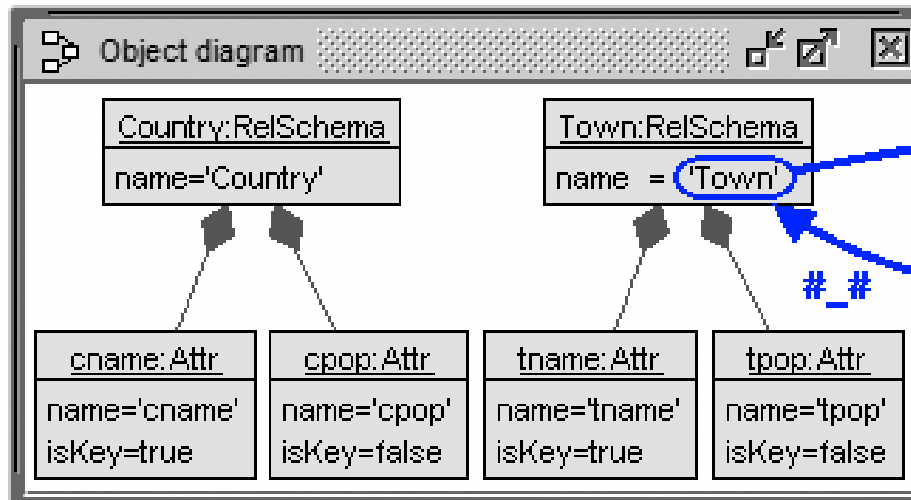 Object diagram
Country:RelSchema
name='Country'
Town:RelSchema
name = 'Town'
#_#
cname:Attr
name='cname'
isKey=true
cpop:Attr
name='cpop'
isKey=false
tname:Attr
name='tname'
isKey=true
tpop:Attr
name='tpop'
isKey=false